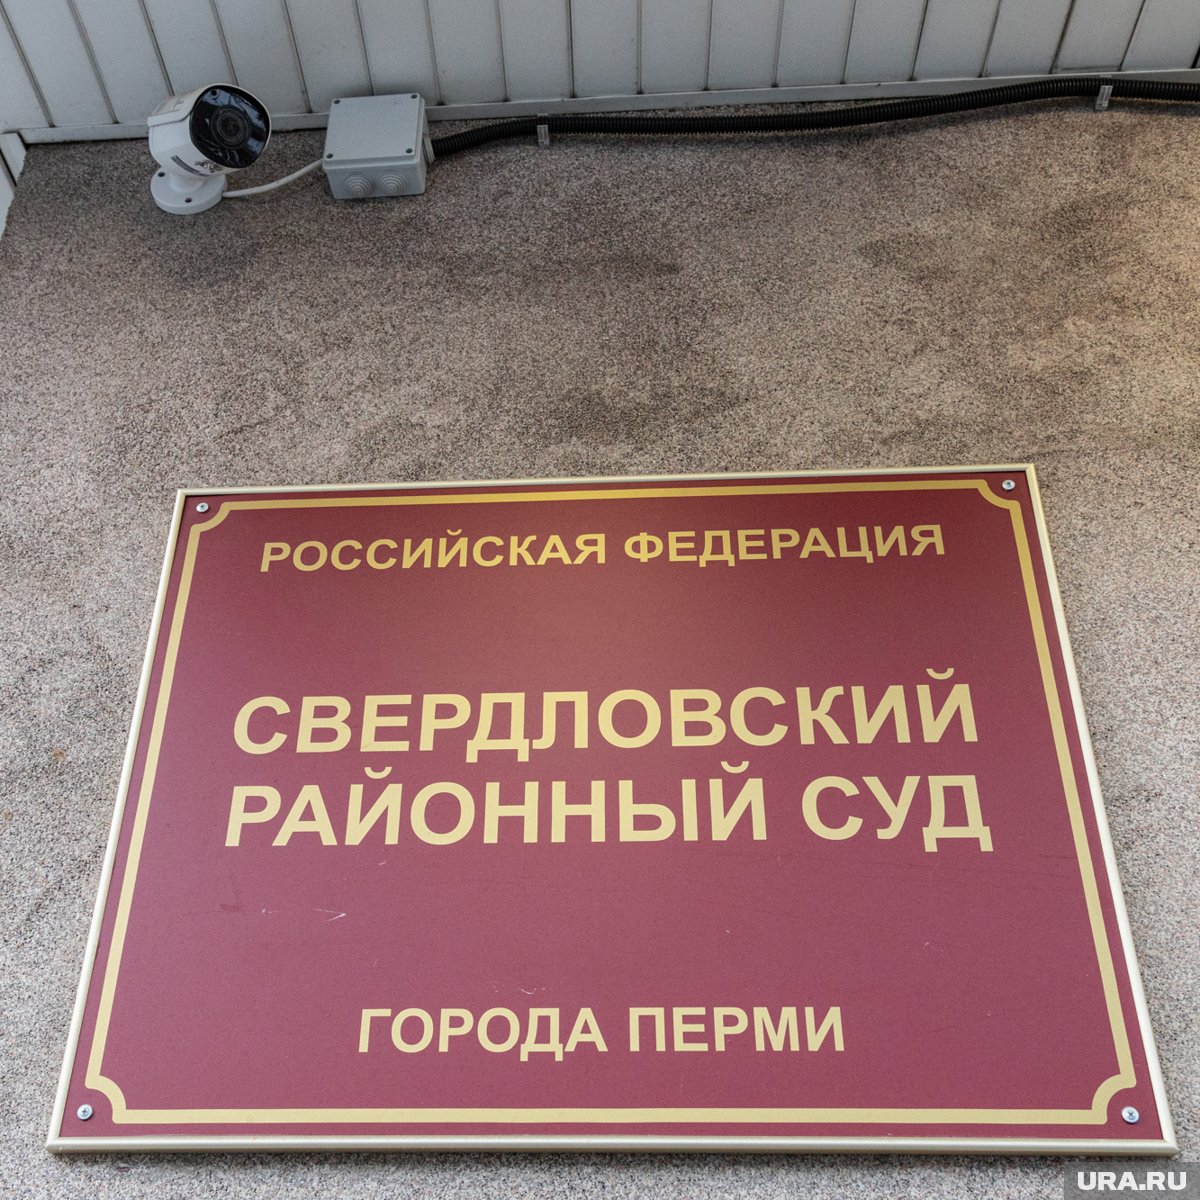 РОССИЙСКАЯ ФЕДЕРАЦИЯ
СВЕРДЛОВСКИЙ
РАЙОННЫЙ СУД
ГОРОДА ПЕРМИ
URA.RU